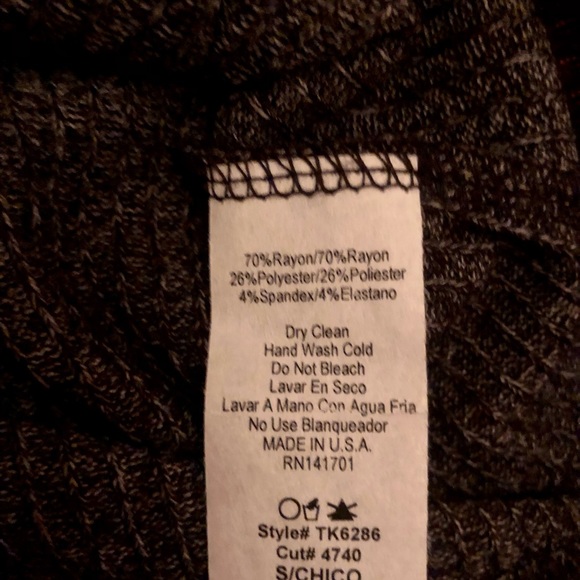 70%Rayon/70%Rayon
26%Polyester/26%Poliester
4%Spandex/4%Elastano
Dry Clean
Hand Wash Cold
Do Not Bleach
Lavar En Seco
Lavar A Mano Con Agua Fria
No Use Blanqueador
MADE IN U.S.A.
RN141701
Style# TK6286
Cut# 4740
S/CHICO